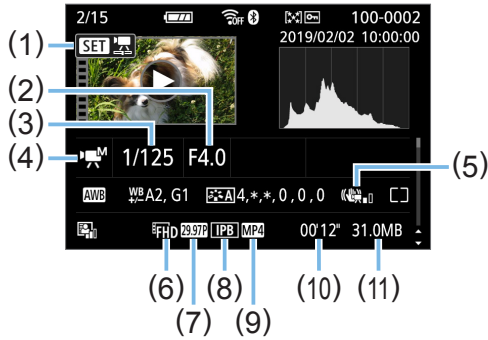 2/15 OFF 100-0002
(1) SET 2019/02/02 10:00:00
(2)
(3)
(4) M 1/125 F4.0
(5)
AWB WB +/- A2, G1 A 4,*,*,0,0,0
FHD 29.97P IPB MP4 00'12" 31.0MB
(6) (8) (10) (11)
(7) (9)